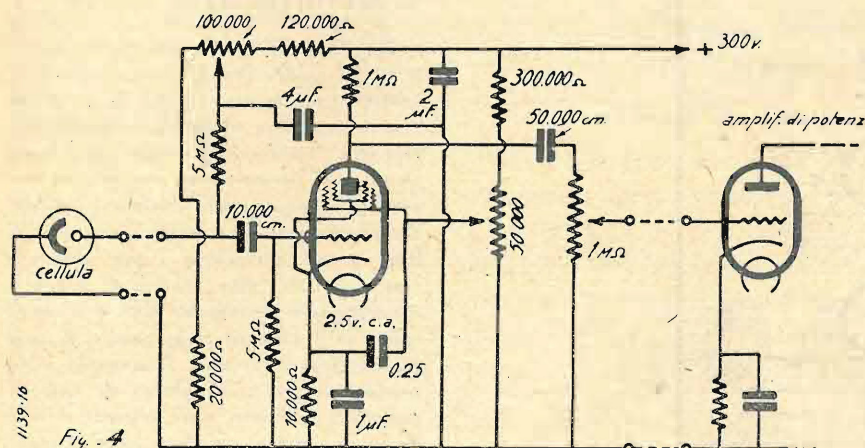 100.000
120.000Ω
+ 300v.
1MΩ
4µF.
2
µF.
300.000Ω
50.000 cm.
amplif. di potenz
5MΩ
10.000
cm.
cellula
50.000
1MΩ
2.5v. c.a.
0.25
20.000Ω
5MΩ
10.000Ω
1µF.
1139-16
Fig. 4